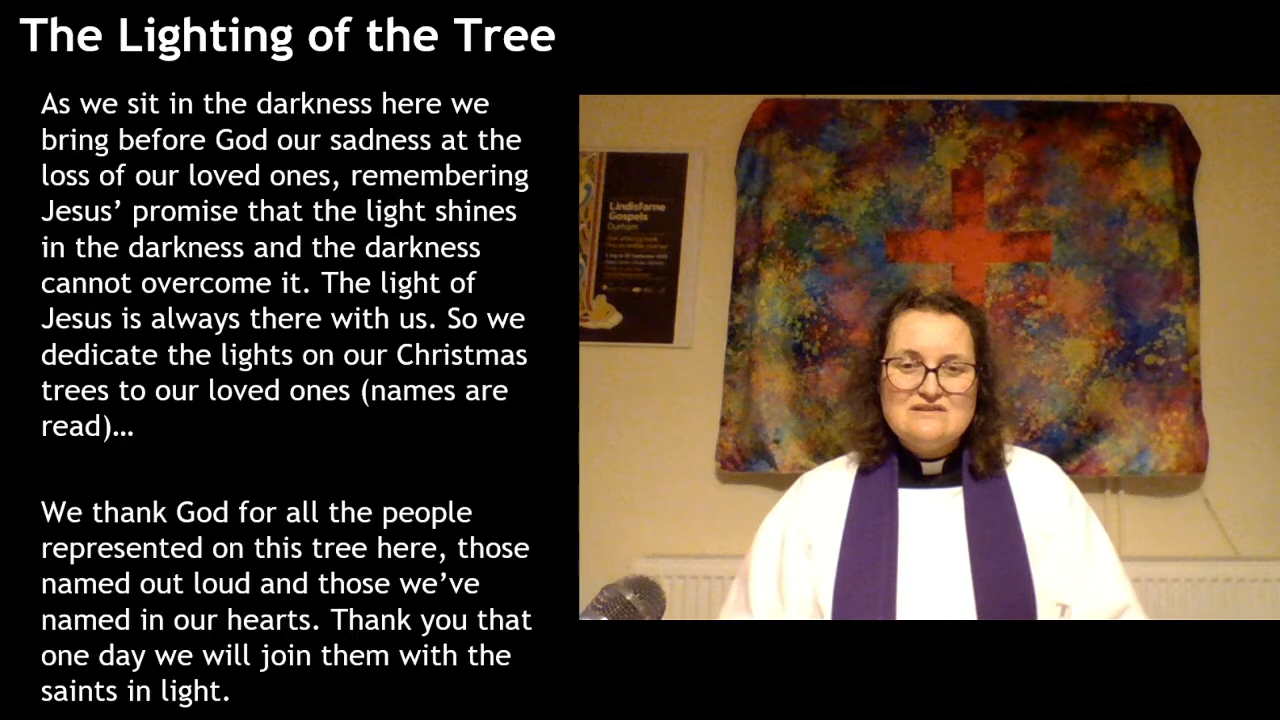 The Lighting of the Tree
As we sit in the darkness here we
bring before God our sadness at the
loss of our loved ones, remembering
Jesus’ promise that the light shines
in the darkness and the darkness
cannot overcome it. The light of
Jesus is always there with us. So we
dedicate the lights on our Christmas
trees to our loved ones (names are
read)…
We thank God for all the people
represented on this tree here, those
named out loud and those we’ve
named in our hearts. Thank you that
one day we will join them with the
saints in light.
Lindisfarne
Gospels
Durham